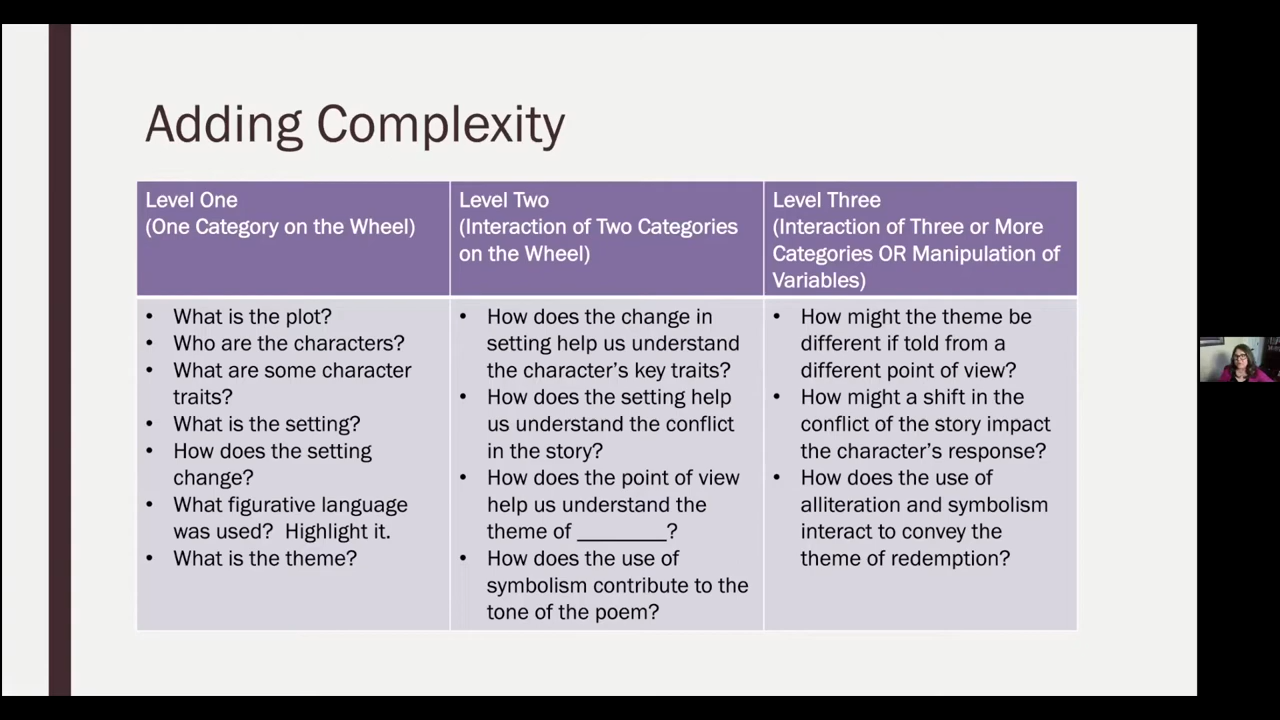 Adding Complexity
Level One
(One Category on the Wheel)
Level Two
(Interaction of Two Categories
on the Wheel)
Level Three
(Interaction of Three or More
Categories OR Manipulation of
Variables)
• What is the plot?
• Who are the characters?
• What are some character
traits?
• What is the setting?
• How does the setting
change?
• What figurative language
was used?  Highlight it.
• What is the theme?
• How does the change in
setting help us understand
the character’s key traits?
• How does the setting help
us understand the conflict
in the story?
• How does the point of view
help us understand the
theme of ________?
• How does the use of
symbolism contribute to the
tone of the poem?
• How might the theme be
different if told from a
different point of view?
• How might a shift in the
conflict of the story impact
the character’s response?
• How does the use of
alliteration and symbolism
interact to convey the
theme of redemption?